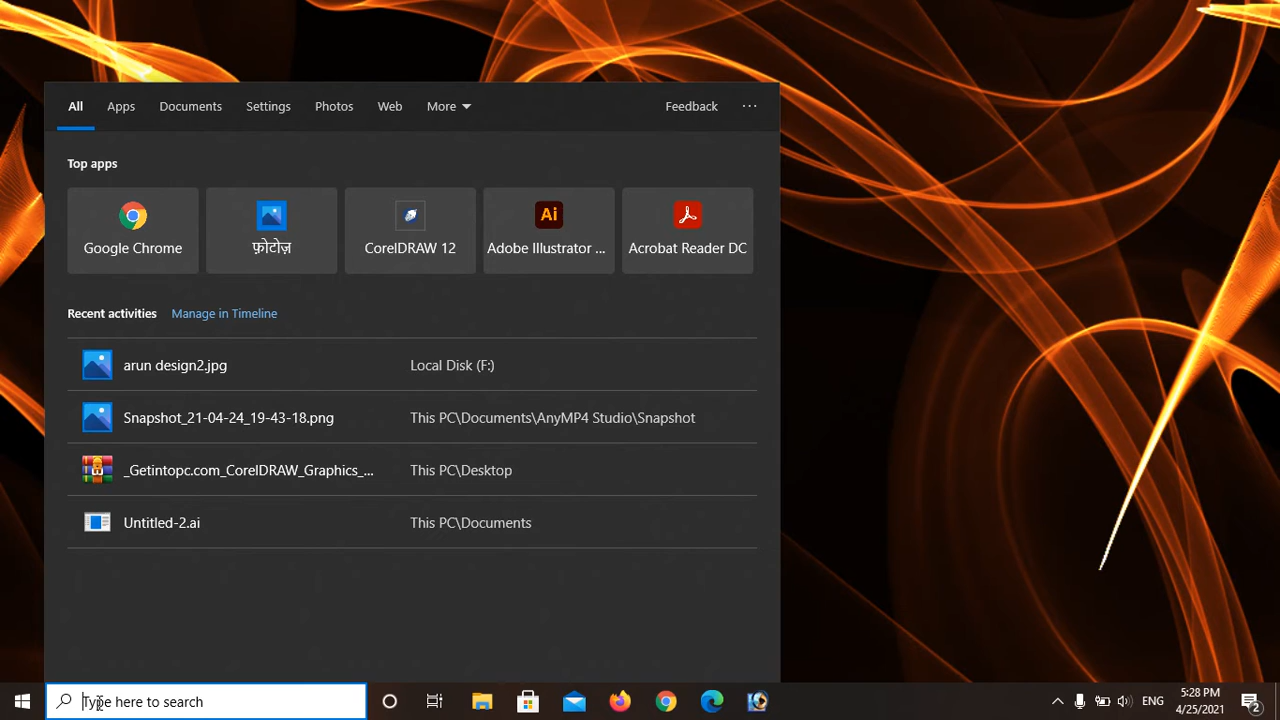 All Apps Documents Settings Photos Web More Feedback ...
Top apps
Google Chrome फ़ोटोज़ CorelDRAW 12 Adobe Illustrator ... Acrobat Reader DC
Ai
Recent activities Manage in Timeline
arun design2.jpg Local Disk (F:)
Snapshot_21-04-24_19-43-18.png This PC\Documents\AnyMP4 Studio\Snapshot
_Getintopc.com_CorelDRAW_Graphics_... This PC\Desktop
Untitled-2.ai This PC\Documents
Type here to search
ENG
5:28 PM
4/25/2021
2